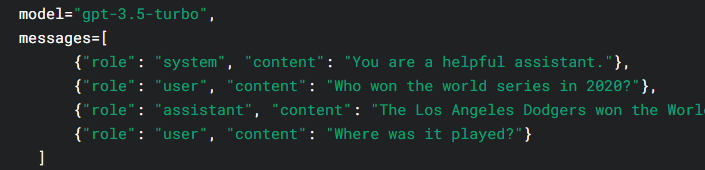 model="gpt-3.5-turbo",
messages=[
{"role": "system", "content": "You are a helpful assistant."},
{"role": "user", "content": "Who won the world series in 2020?"},
{"role": "assistant", "content": "The Los Angeles Dodgers won the
{"role": "user", "content": "Where was it played?"}
]